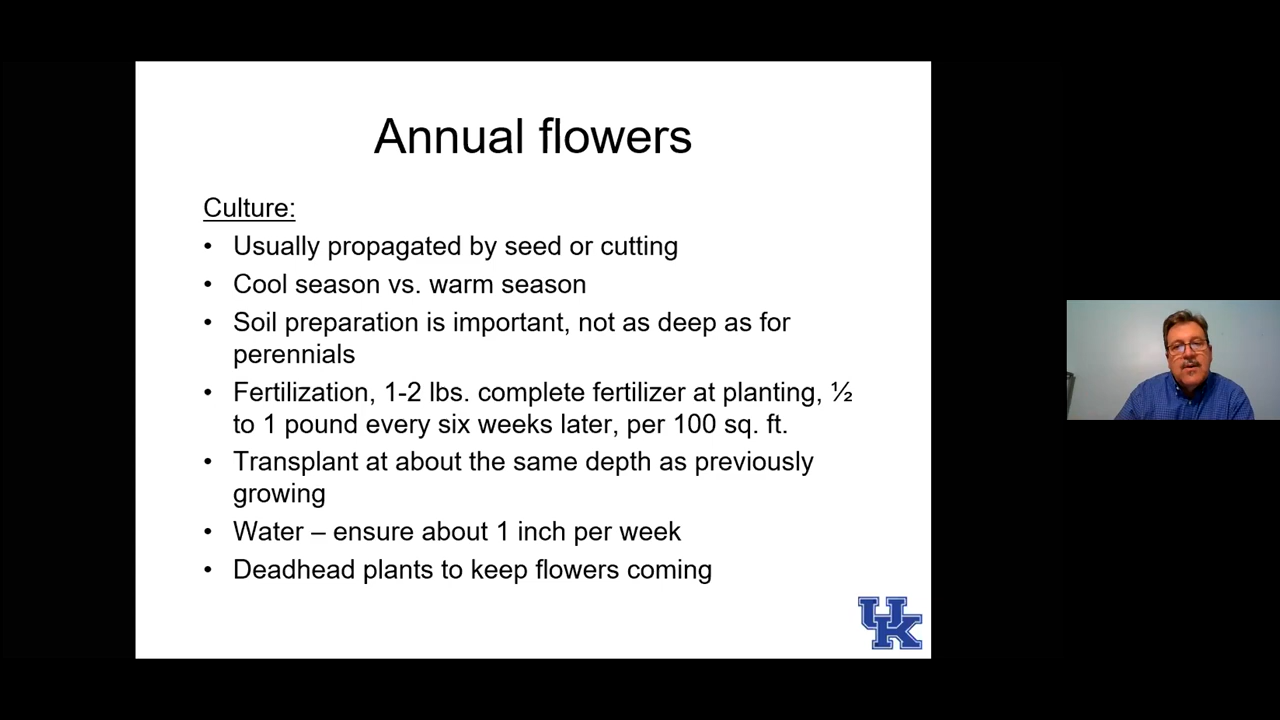 Annual flowers
Culture:
• Usually propagated by seed or cutting
• Cool season vs. warm season
• Soil preparation is important, not as deep as for
perennials
• Fertilization, 1-2 lbs. complete fertilizer at planting, ½
to 1 pound every six weeks later, per 100 sq. ft.
• Transplant at about the same depth as previously
growing
• Water – ensure about 1 inch per week
• Deadhead plants to keep flowers coming
UK